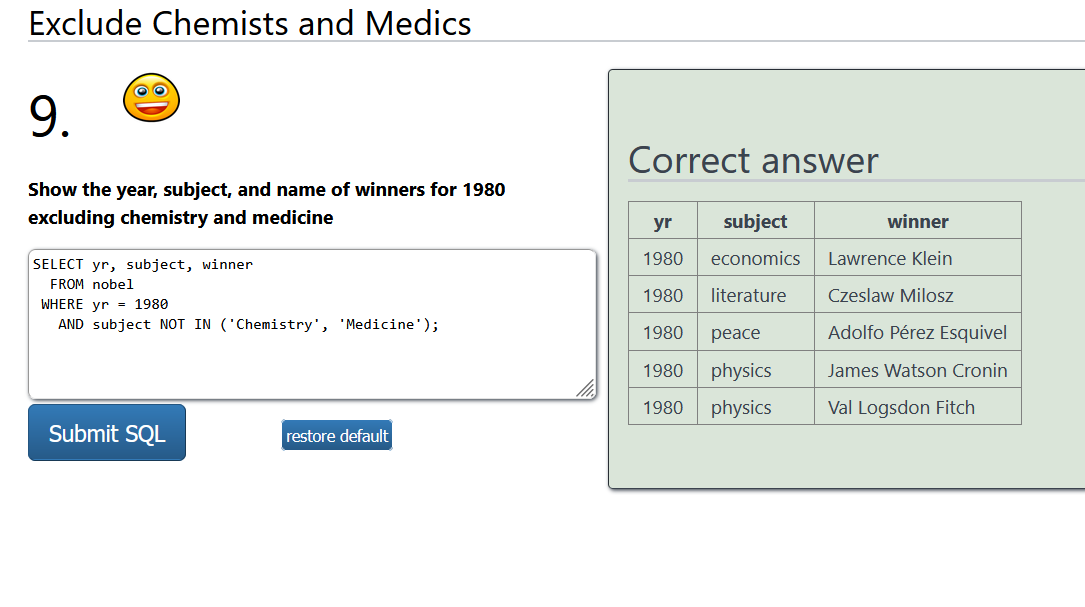 Exclude Chemists and Medics
9.
Show the year, subject, and name of winners for 1980
excluding chemistry and medicine
SELECT yr, subject, winner
FROM nobel
WHERE yr = 1980
AND subject NOT IN ('Chemistry', 'Medicine');
Submit SQL
restore default
Correct answer
yr subject winner
1980 economics Lawrence Klein
1980 literature Czeslaw Milosz
1980 peace Adolfo Pérez Esquivel
1980 physics James Watson Cronin
1980 physics Val Logsdon Fitch